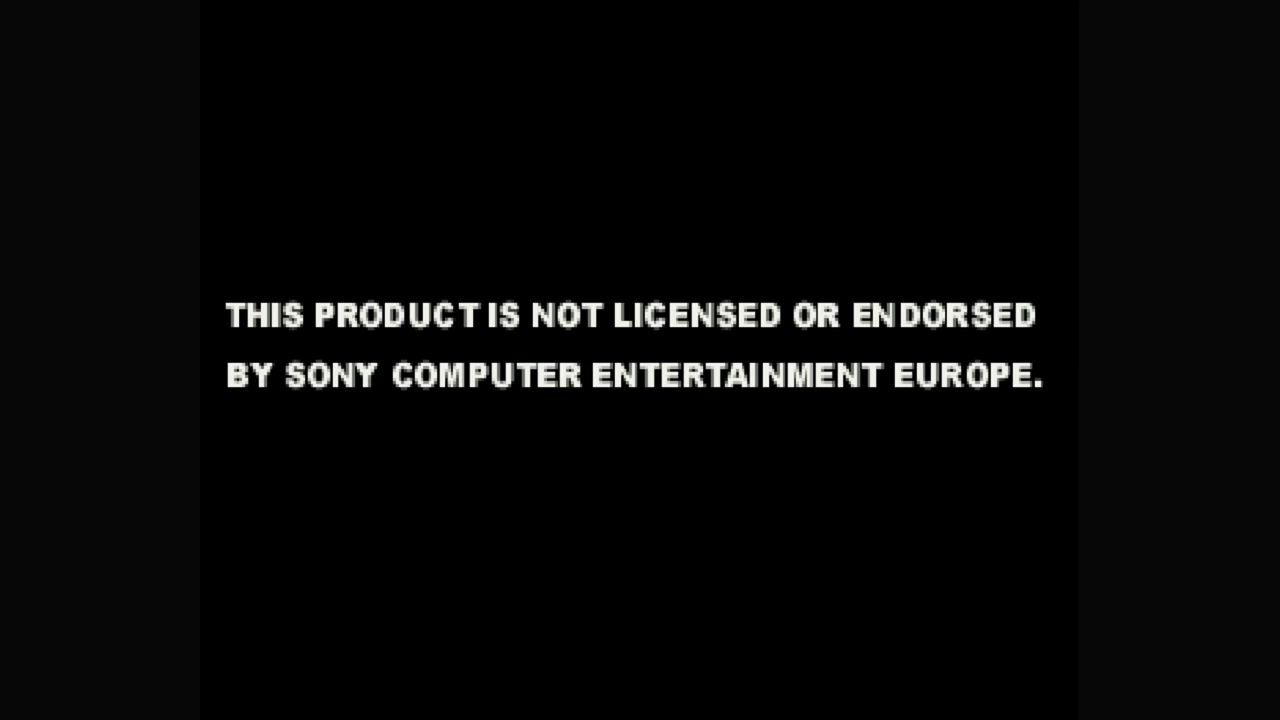 THIS PRODUCT IS NOT LICENSED OR ENDORSED
BY SONY COMPUTER ENTERTAINMENT EUROPE.